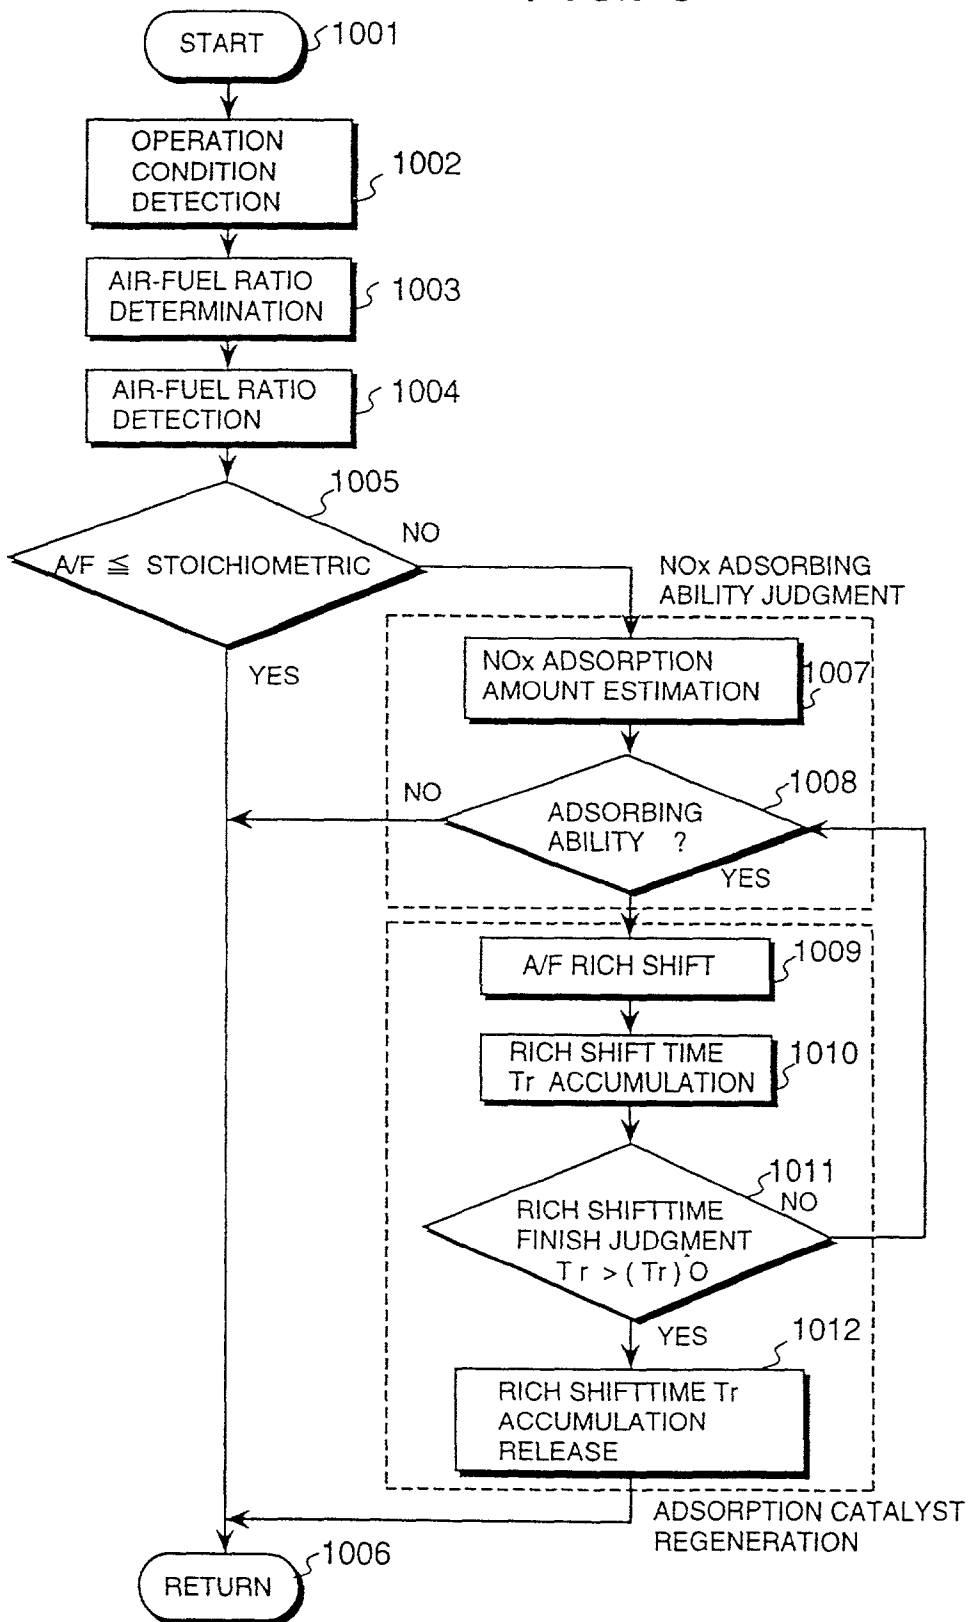 START
1001
OPERATION
CONDITION
DETECTION
1002
AIR-FUEL RATIO
DETERMINATION
1003
AIR-FUEL RATIO
DETECTION
1004
1005
A/F ≦ STOICHIOMETRIC
NO
YES
NOx ADSORBING
ABILITY JUDGMENT
NOx ADSORPTION
AMOUNT ESTIMATION
1007
1008
NO
ADSORBING
ABILITY ?
YES
A/F RICH SHIFT
1009
RICH SHIFT TIME
Tr ACCUMULATION
1010
1011
NO
RICH SHIFTTIME
FINISH JUDGMENT
Tr > (Tr) O
YES
1012
RICH SHIFTTIME Tr
ACCUMULATION
RELEASE
ADSORPTION CATALYST
REGENERATION
1006
RETURN